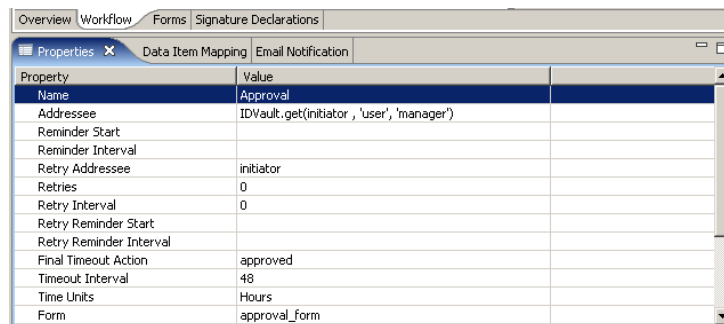 Overview Workflow Forms Signature Declarations
Properties Data Item Mapping Email Notification
Property Value
Name Approval
Addressee IDVault.get(initiator , 'user', 'manager')
Reminder Start
Reminder Interval
Retry Addressee initiator
Retries 0
Retry Interval 0
Retry Reminder Start
Retry Reminder Interval
Final Timeout Action approved
Timeout Interval 48
Time Units Hours
Form approval_form